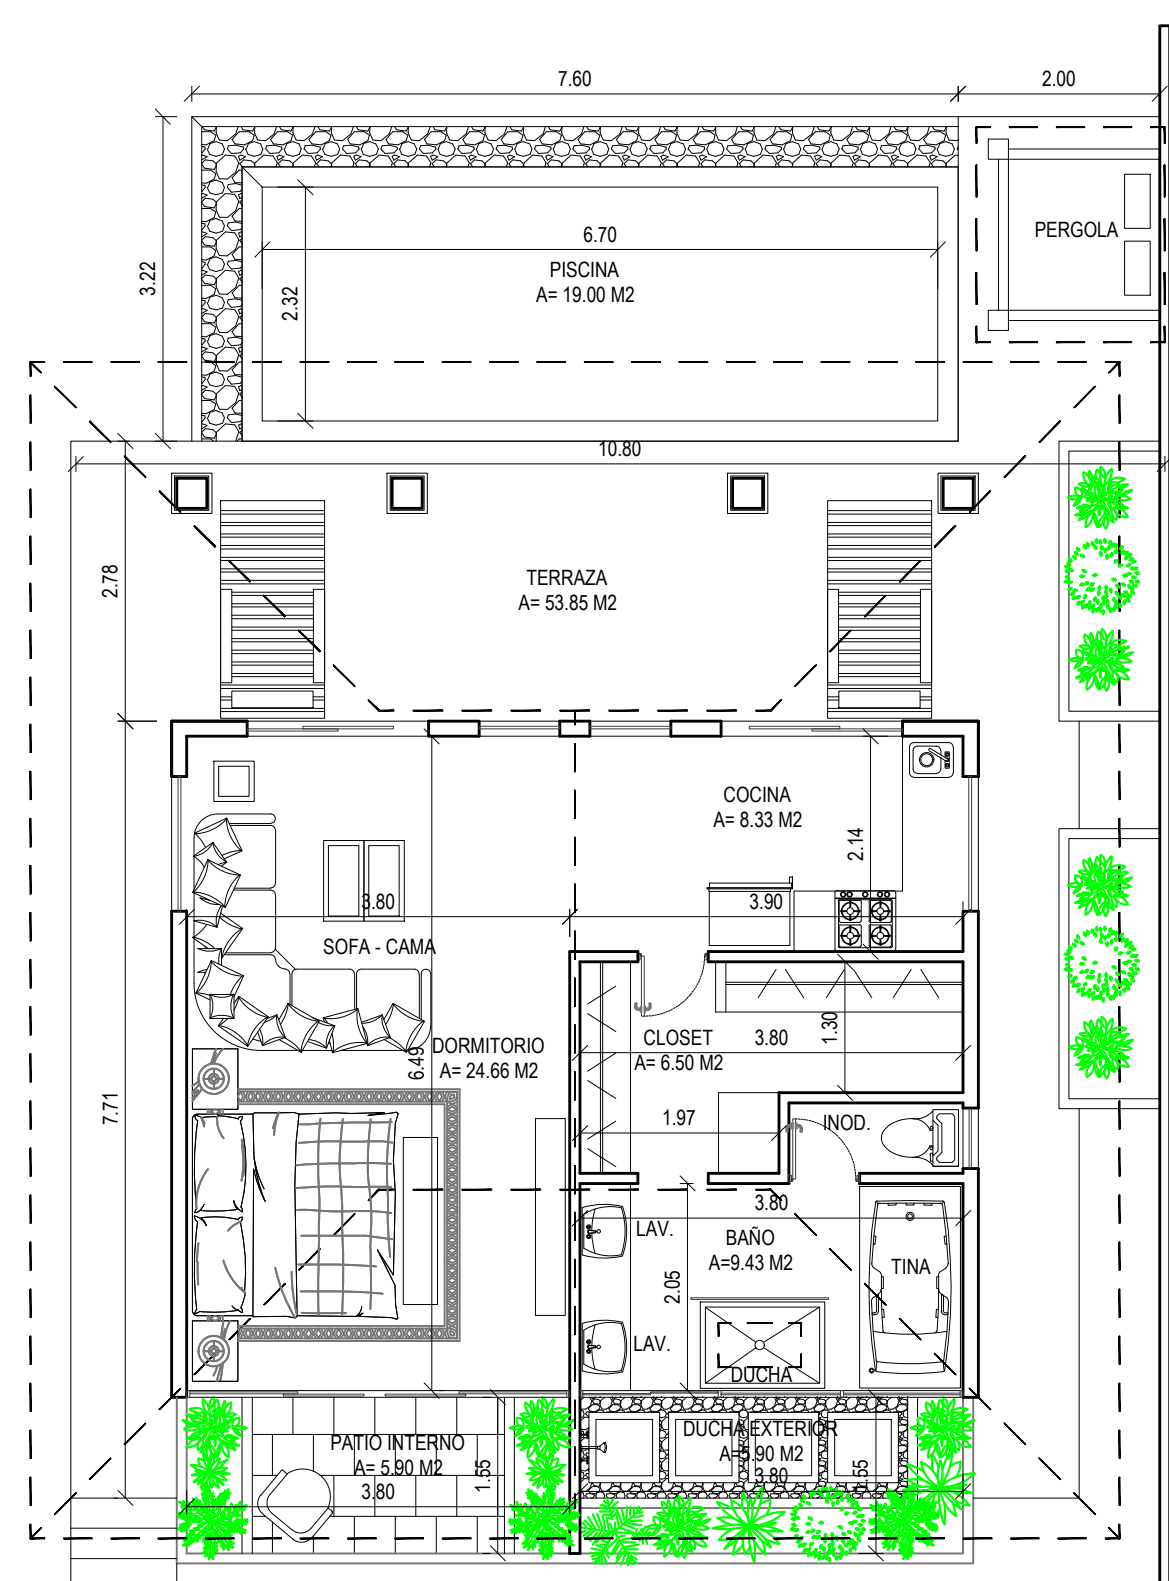 7.60
2.00
PERGOLA
3.22
6.70
PISCINA
A= 19.00 M2
2.32
10.80
2.78
TERRAZA
A= 53.85 M2
COCINA
A= 8.33 M2
2.14
3.80
3.90
SOFA - CAMA
6.49
DORMITORIO
A= 24.66 M2
CLOSET
A= 6.50 M2
3.80
1.30
7.71
1.97
INOD.
3.80
LAV.
BAÑO
A=9.43 M2
TINA
2.05
LAV.
DUCHA
PATIO INTERNO
A= 5.90 M2
3.80
1.55
DUCHA EXTERIOR
A=5.90 M2
3.80
1.55